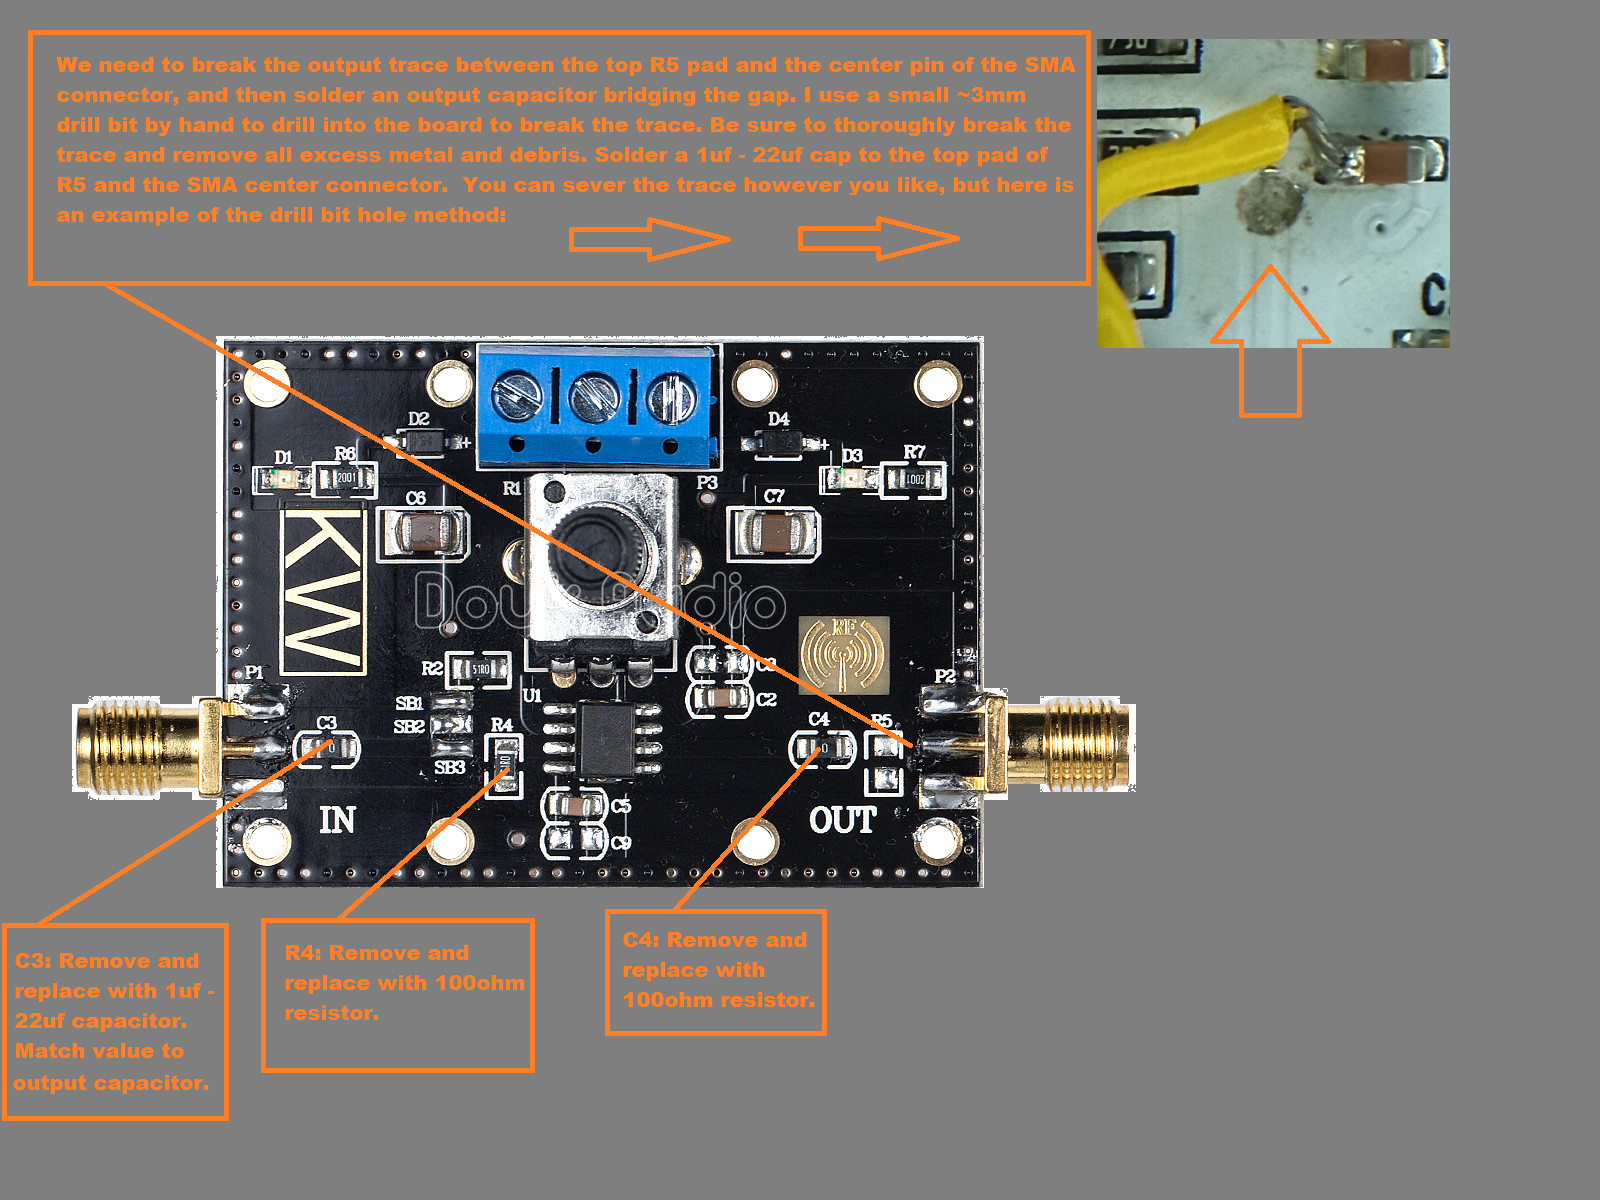 We need to break the output trace between the top R5 pad and the center pin of the SMA
connector, and then solder an output capacitor bridging the gap. I use a small ~3mm
drill bit by hand to drill into the board to break the trace. Be sure to thoroughly break the
trace and remove all excess metal and debris. Solder a 1uf - 22uf cap to the top pad of
R5 and the SMA center connector.  You can sever the trace however you like, but here is
an example of the drill bit hole method:
D2
D4
D1
R6
D3
R7
2001
2001
R1
P3
C6
C7
KW
Audio
RF
P1
R2
51R0
P2
U1
C2
SB1
SB2
SB3
R4
C3
0
C4
0
R5
C5
C9
IN
OUT
C3: Remove and
replace with 1uf -
22uf capacitor.
Match value to
output capacitor.
R4: Remove and
replace with 100ohm
resistor.
C4: Remove and
replace with
100ohm resistor.